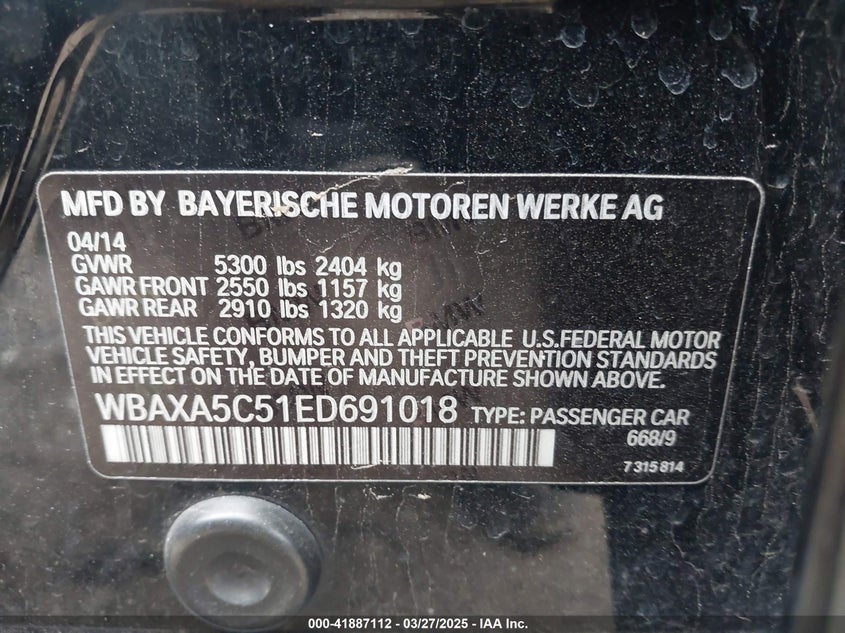 MFD BY BAYERISCHE MOTOREN WERKE AG
04/14
GVWR 5300 lbs 2404 kg
GAWR FRONT 2550 lbs 1157 kg
GAWR REAR 2910 lbs 1320 kg
THIS VEHICLE CONFORMS TO ALL APPLICABLE U.S.FEDERAL MOTOR
VEHICLE SAFETY, BUMPER AND THEFT PREVENTION STANDARDS
IN EFFECT ON THE DATE OF MANUFACTURE SHOWN ABOVE.
WBAXA5C51ED691018 TYPE: PASSENGER CAR
668/9
7 315 814
000-41887112 - 03/27/2025 - IAA Inc.